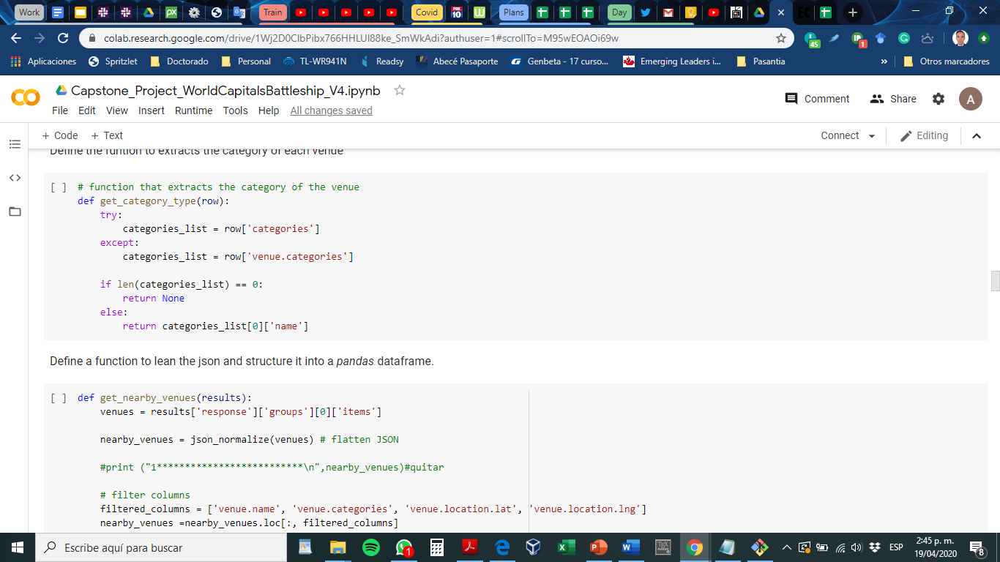 Work
Train
Covid
FOX 10
Plans
Day
colab.research.google.com/drive/1Wj2D0ClbPibx766HHLUI88ke_SmWkAdi?authuser=1#scrollTo=M95wEOAOi69w
45
1
Aplicaciones
Spritzlet
Doctorado
Personal
TL-WR941N
Readsy
Abecé Pasaporte
Genbeta - 17 curso...
Emerging Leaders i...
Pasantia
»
Otros marcadores
Capstone_Project_WorldCapitalsBattleship_V4.ipynb
Comment
Share
A
File Edit View Insert Runtime Tools Help All changes saved
+ Code + Text
Connect
Editing
Define the funtion to extracts the category of each venue
[ ] # function that extracts the category of the venue
def get_category_type(row):
try:
categories_list = row['categories']
except:
categories_list = row['venue.categories']
if len(categories_list) == 0:
return None
else:
return categories_list[0]['name']
Define a function to lean the json and structure it into a pandas dataframe.
[ ] def get_nearby_venues(results):
venues = results['response']['groups'][0]['items']
nearby_venues = json_normalize(venues) # flatten JSON
#print ("1**************************\n",nearby_venues)#quitar
# filter columns
filtered_columns = ['venue.name', 'venue.categories', 'venue.location.lat', 'venue.location.lng']
nearby_venues =nearby_venues.loc[:, filtered_columns]
Escribe aquí para buscar
1
ESP
2:45 p. m.
19/04/2020
8